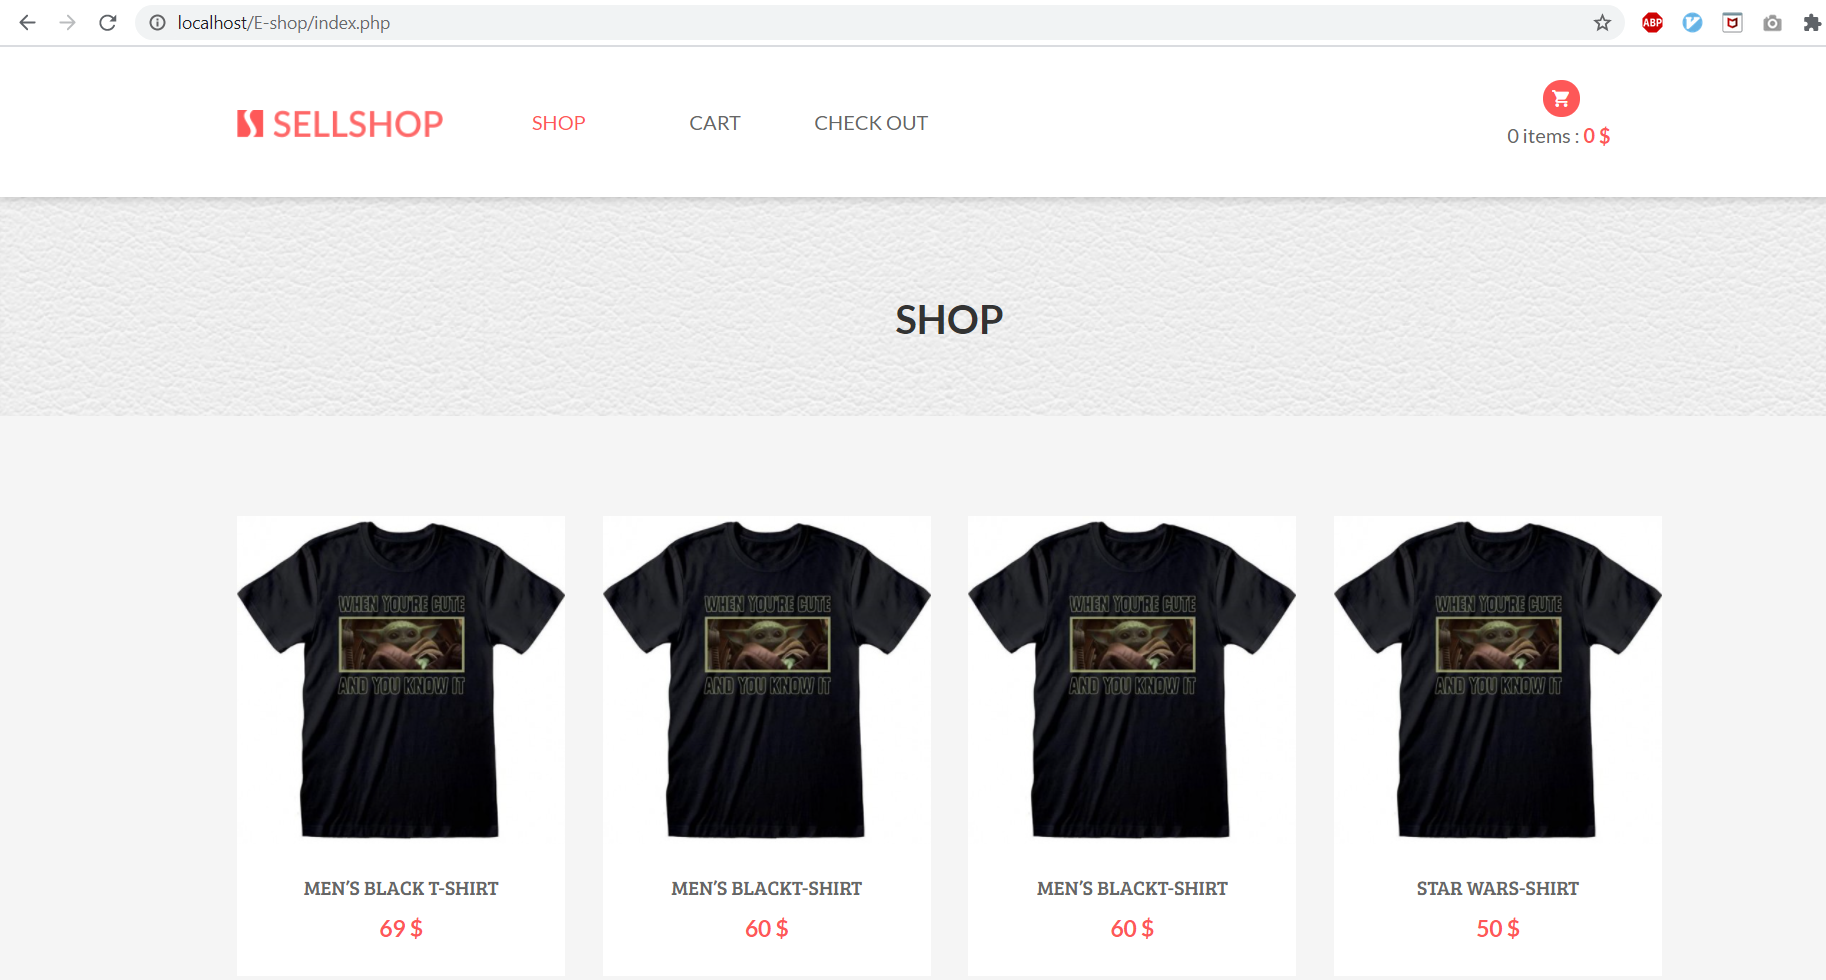 localhost/E-shop/index.php
ABP
SELLSHOP
SHOP
CART
CHECK OUT
0 items : 0 $
SHOP
WHEN YOU'RE CUTE
AND YOU KNOW IT
WHEN YOU'RE CUTE
AND YOU KNOW IT
WHEN YOU'RE CUTE
AND YOU KNOW IT
WHEN YOU'RE CUTE
AND YOU KNOW IT
MEN'S BLACK T-SHIRT
69 $
MEN'S BLACKT-SHIRT
60 $
MEN'S BLACKT-SHIRT
60 $
STAR WARS-SHIRT
50 $